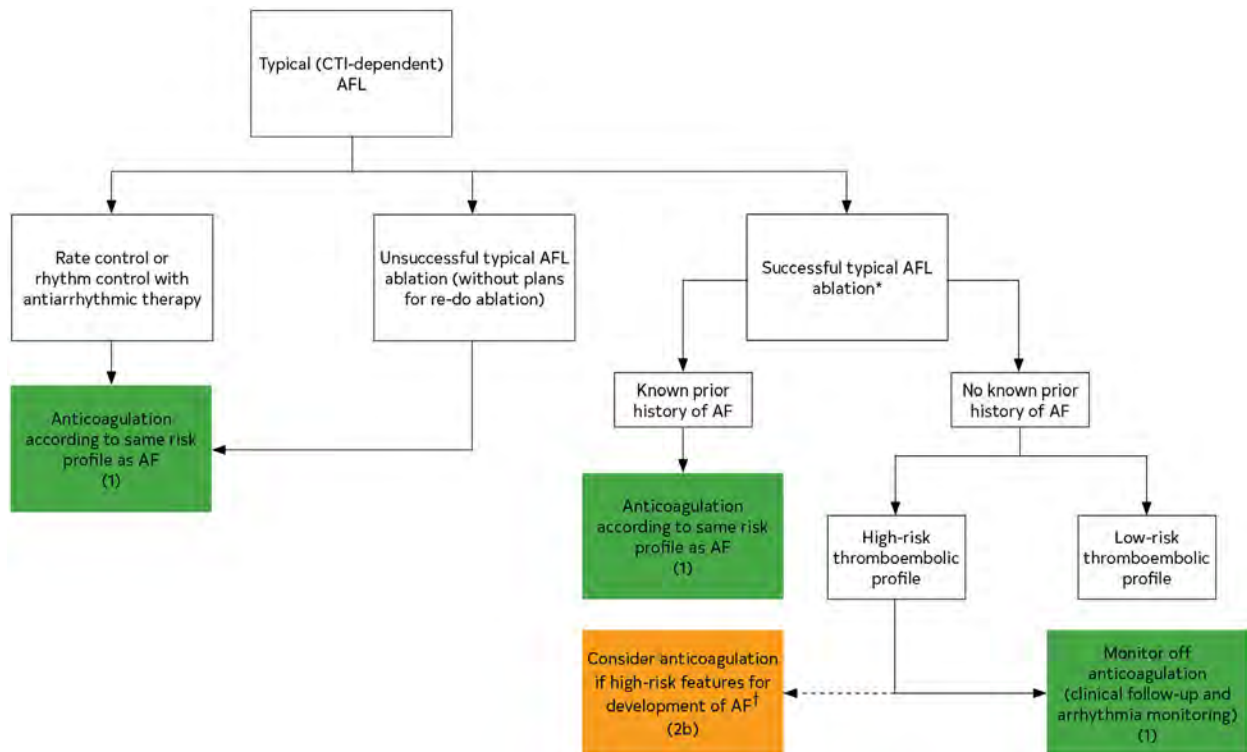 Typical (CTI-dependent)
AFL
Rate control or
rhythm control with
antiarrhythmic therapy
Unsuccessful typical AFL
ablation (without plans
for re-do ablation)
Successful typical AFL
ablation*
Anticoagulation
according to same risk
profile as AF
(1)
Known prior
history of AF
No known prior
history of AF
Anticoagulation
according to same risk
profile as AF
(1)
High-risk
thromboembolic
profile
Low-risk
thromboembolic
profile
Consider anticoagulation
if high-risk features for
development of AF†
(2b)
Monitor off
anticoagulation
(clinical follow-up and
arrhythmia monitoring)
(1)